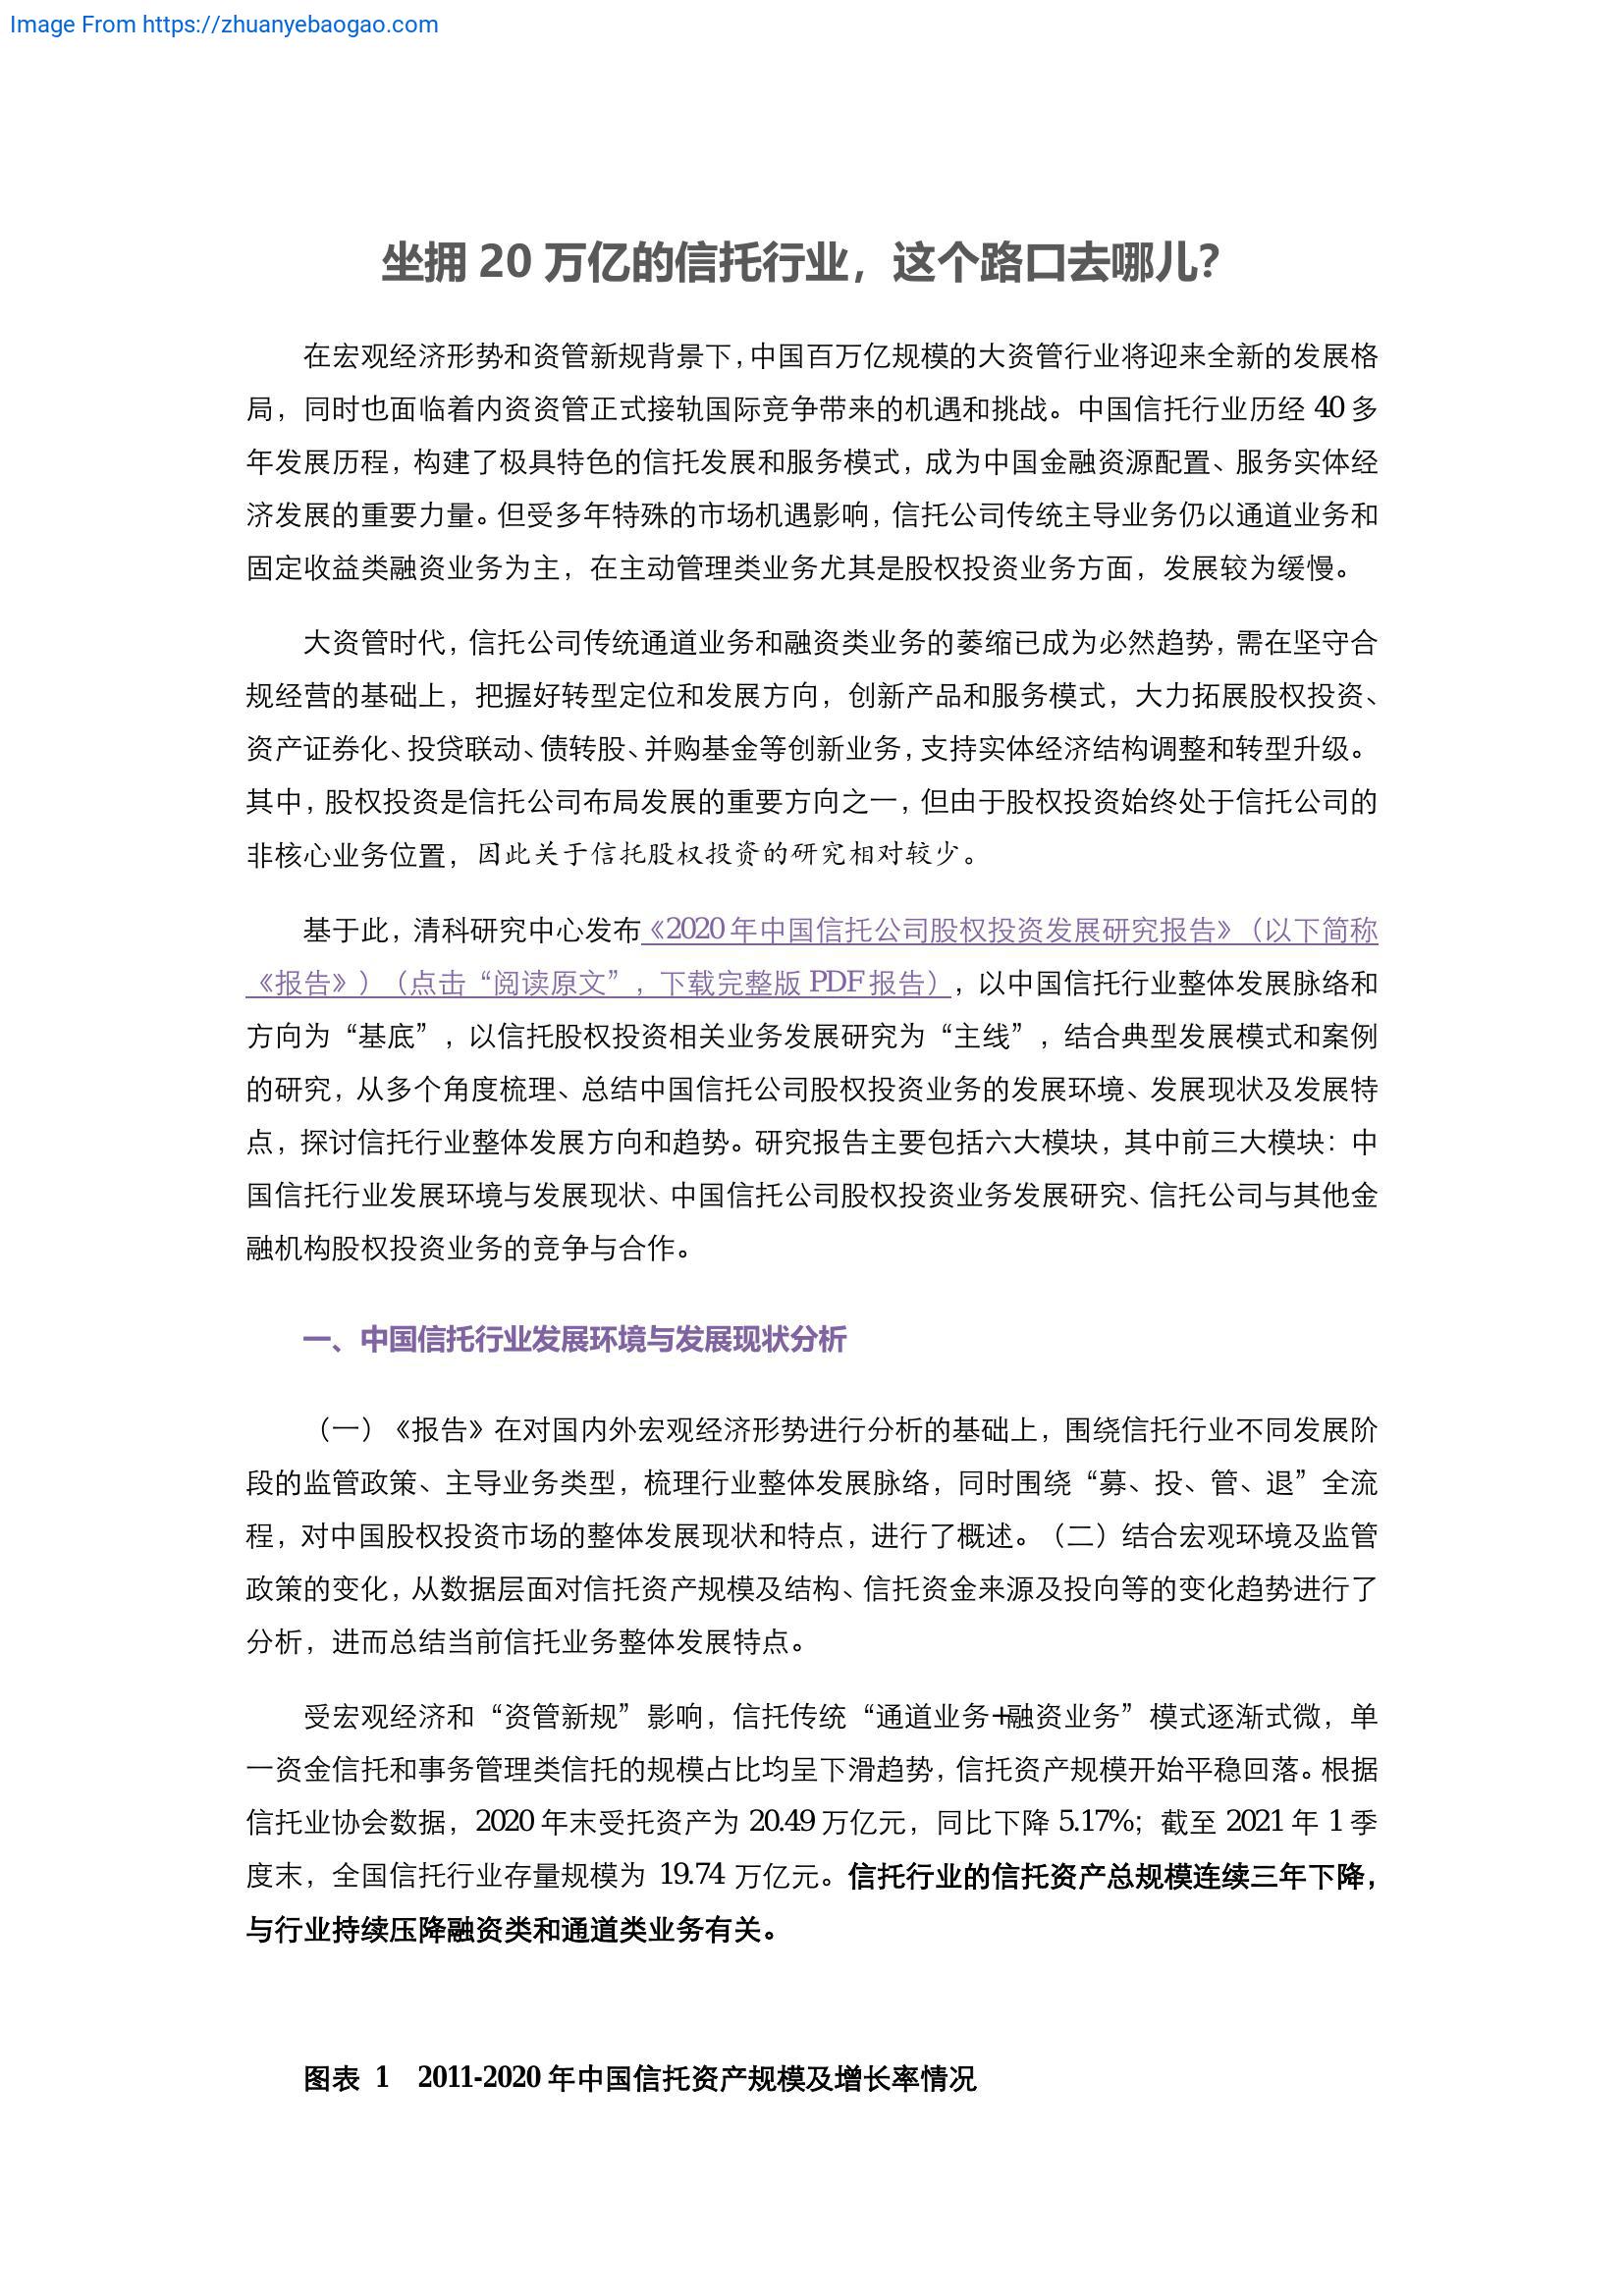 Image From https://zhuanyebaogao.com
坐拥 20 万亿的信托行业，这个路口去哪儿？
在宏观经济形势和资管新规背景下，中国百万亿规模的大资管行业将迎来全新的发展格
局，同时也面临着内资资管正式接轨国际竞争带来的机遇和挑战。中国信托行业历经 40 多
年发展历程，构建了极具特色的信托发展和服务模式，成为中国金融资源配置、服务实体经
济发展的重要力量。但受多年特殊的市场机遇影响，信托公司传统主导业务仍以通道业务和
固定收益类融资业务为主，在主动管理类业务尤其是股权投资业务方面，发展较为缓慢。
大资管时代，信托公司传统通道业务和融资类业务的萎缩已成为必然趋势，需在坚守合
规经营的基础上，把握好转型定位和发展方向，创新产品和服务模式，大力拓展股权投资、
资产证券化、投贷联动、债转股、并购基金等创新业务，支持实体经济结构调整和转型升级。
其中，股权投资是信托公司布局发展的重要方向之一，但由于股权投资始终处于信托公司的
非核心业务位置，因此关于信托股权投资的研究相对较少。
基于此，清科研究中心发布《2020 年中国信托公司股权投资发展研究报告》（以下简称
《报告》）（点击“阅读原文”，下载完整版 PDF 报告），以中国信托行业整体发展脉络和
方向为“基底”，以信托股权投资相关业务发展研究为“主线”，结合典型发展模式和案例
的研究，从多个角度梳理、总结中国信托公司股权投资业务的发展环境、发展现状及发展特
点，探讨信托行业整体发展方向和趋势。研究报告主要包括六大模块，其中前三大模块：中
国信托行业发展环境与发展现状、中国信托公司股权投资业务发展研究、信托公司与其他金
融机构股权投资业务的竞争与合作。
一、中国信托行业发展环境与发展现状分析
（一）《报告》在对国内外宏观经济形势进行分析的基础上，围绕信托行业不同发展阶
段的监管政策、主导业务类型，梳理行业整体发展脉络，同时围绕“募、投、管、退”全流
程，对中国股权投资市场的整体发展现状和特点，进行了概述。（二）结合宏观环境及监管
政策的变化，从数据层面对信托资产规模及结构、信托资金来源及投向等的变化趋势进行了
分析，进而总结当前信托业务整体发展特点。
受宏观经济和“资管新规”影响，信托传统“通道业务+融资业务”模式逐渐式微，单
一资金信托和事务管理类信托的规模占比均呈下滑趋势，信托资产规模开始平稳回落。根据
信托业协会数据，2020 年末受托资产为 20.49 万亿元，同比下降 5.17%；截至 2021 年 1 季
度末，全国信托行业存量规模为 19.74 万亿元。信托行业的信托资产总规模连续三年下降，
与行业持续压降融资类和通道类业务有关。
图表 1 2011-2020 年中国信托资产规模及增长率情况